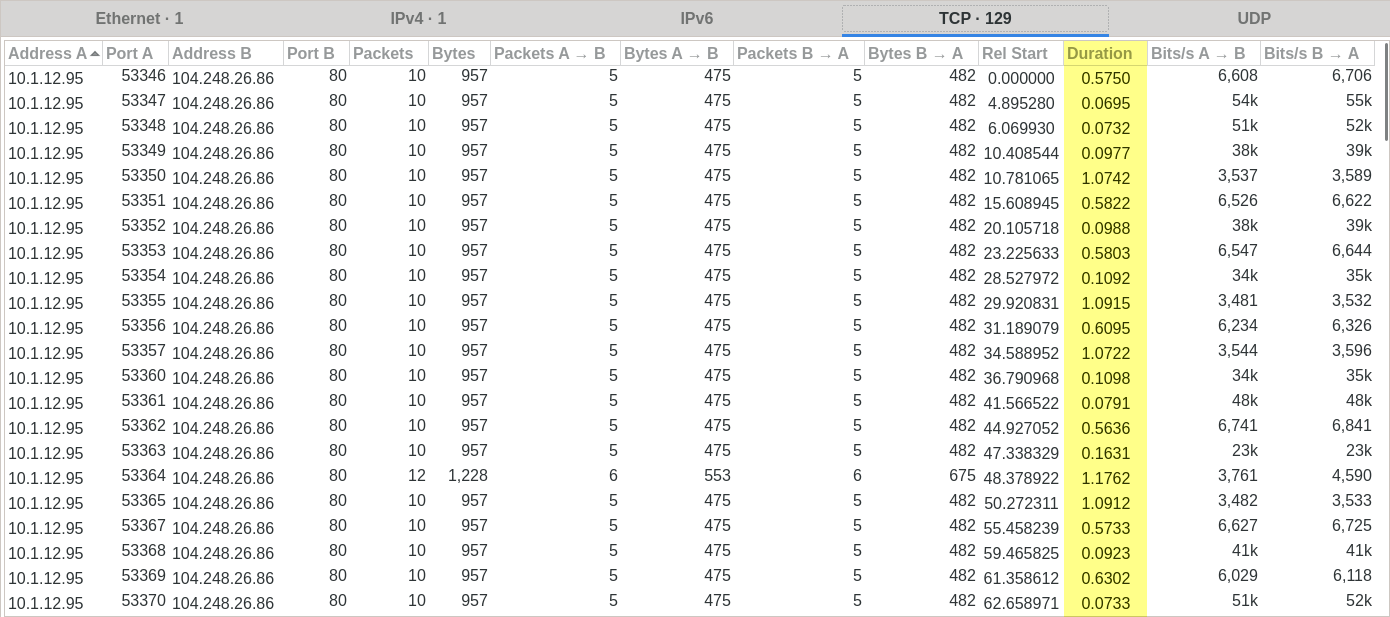 Ethernet · 1 IPv4 · 1 IPv6 TCP · 129 UDP
Address A Port A Address B Port B Packets Bytes Packets A → B Bytes A → B Packets B → A Bytes B → A Rel Start Duration Bits/s A → B Bits/s B → A
10.1.12.95 53346 104.248.26.86 80 10 957 5 475 5 482 0.000000 0.5750 6,608 6,706
10.1.12.95 53347 104.248.26.86 80 10 957 5 475 5 482 4.895280 0.0695 54k 55k
10.1.12.95 53348 104.248.26.86 80 10 957 5 475 5 482 6.069930 0.0732 51k 52k
10.1.12.95 53349 104.248.26.86 80 10 957 5 475 5 482 10.408544 0.0977 38k 39k
10.1.12.95 53350 104.248.26.86 80 10 957 5 475 5 482 10.781065 1.0742 3,537 3,589
10.1.12.95 53351 104.248.26.86 80 10 957 5 475 5 482 15.608945 0.5822 6,526 6,622
10.1.12.95 53352 104.248.26.86 80 10 957 5 475 5 482 20.105718 0.0988 38k 39k
10.1.12.95 53353 104.248.26.86 80 10 957 5 475 5 482 23.225633 0.5803 6,547 6,644
10.1.12.95 53354 104.248.26.86 80 10 957 5 475 5 482 28.527972 0.1092 34k 35k
10.1.12.95 53355 104.248.26.86 80 10 957 5 475 5 482 29.920831 1.0915 3,481 3,532
10.1.12.95 53356 104.248.26.86 80 10 957 5 475 5 482 31.189079 0.6095 6,234 6,326
10.1.12.95 53357 104.248.26.86 80 10 957 5 475 5 482 34.588952 1.0722 3,544 3,596
10.1.12.95 53360 104.248.26.86 80 10 957 5 475 5 482 36.790968 0.1098 34k 35k
10.1.12.95 53361 104.248.26.86 80 10 957 5 475 5 482 41.566522 0.0791 48k 48k
10.1.12.95 53362 104.248.26.86 80 10 957 5 475 5 482 44.927052 0.5636 6,741 6,841
10.1.12.95 53363 104.248.26.86 80 10 957 5 475 5 482 47.338329 0.1631 23k 23k
10.1.12.95 53364 104.248.26.86 80 12 1,228 6 553 6 675 48.378922 1.1762 3,761 4,590
10.1.12.95 53365 104.248.26.86 80 10 957 5 475 5 482 50.272311 1.0912 3,482 3,533
10.1.12.95 53367 104.248.26.86 80 10 957 5 475 5 482 55.458239 0.5733 6,627 6,725
10.1.12.95 53368 104.248.26.86 80 10 957 5 475 5 482 59.465825 0.0923 41k 41k
10.1.12.95 53369 104.248.26.86 80 10 957 5 475 5 482 61.358612 0.6302 6,029 6,118
10.1.12.95 53370 104.248.26.86 80 10 957 5 475 5 482 62.658971 0.0733 51k 52k